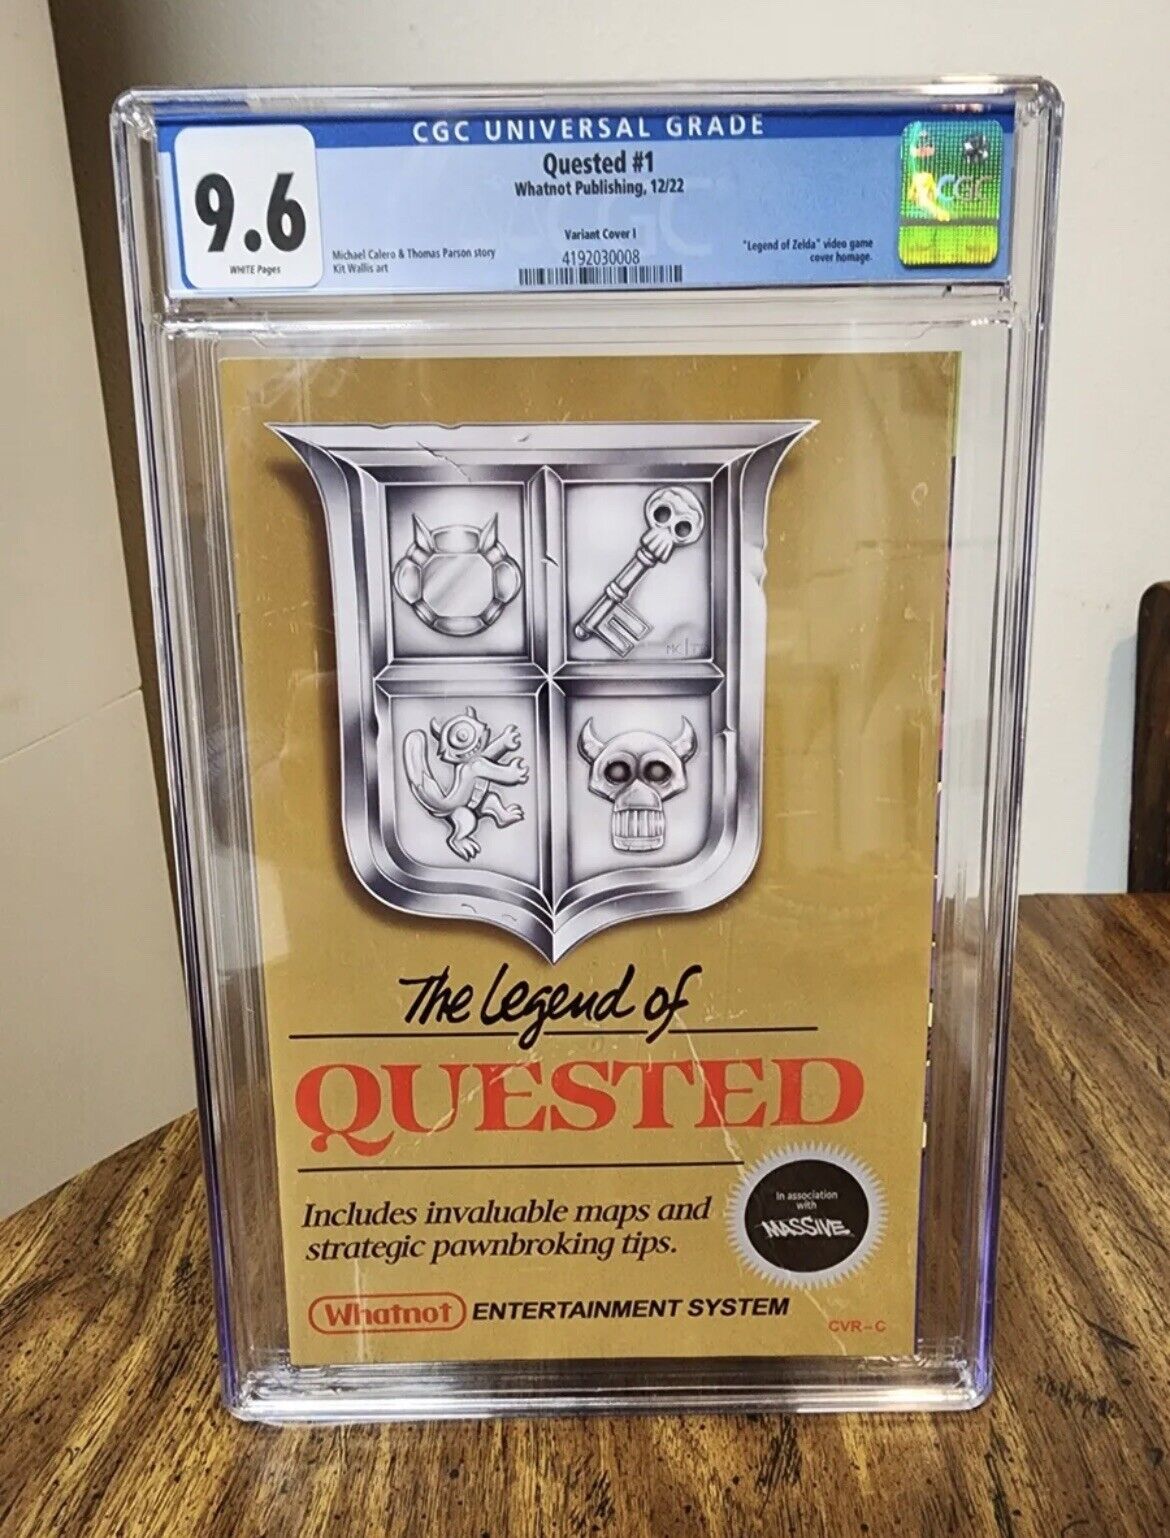 CGC UNIVERSAL GRADE
9.6
WHITE Pages
Quested #1
Whatnot Publishing, 12/22
Variant Cover I
4192030008
Michael Calero & Thomas Parson story
Kit Wallis art
"Legend of Zelda" video game
cover homage.
CGC
The Legend of
QUESTED
Includes invaluable maps and
strategic pawnbroking tips.
In association
with
MASSIVE
Whatnot ENTERTAINMENT SYSTEM
CVR-C